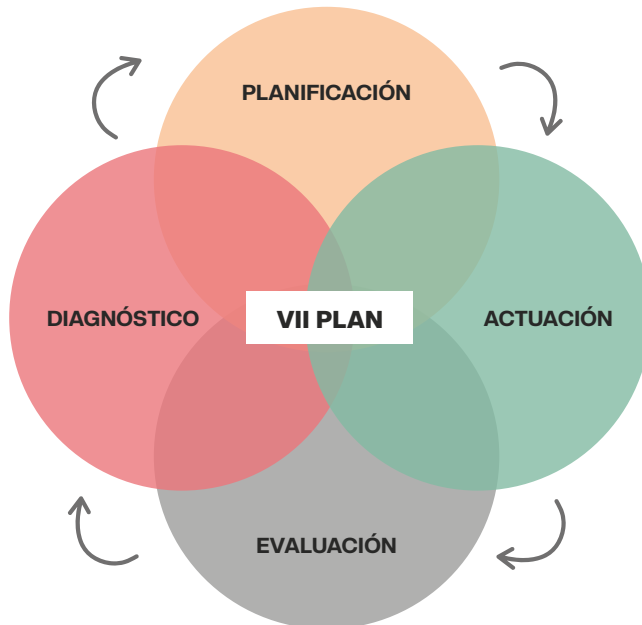 PLANIFICACIÓN
DIAGNÓSTICO
VII PLAN
ACTUACIÓN
EVALUACIÓN